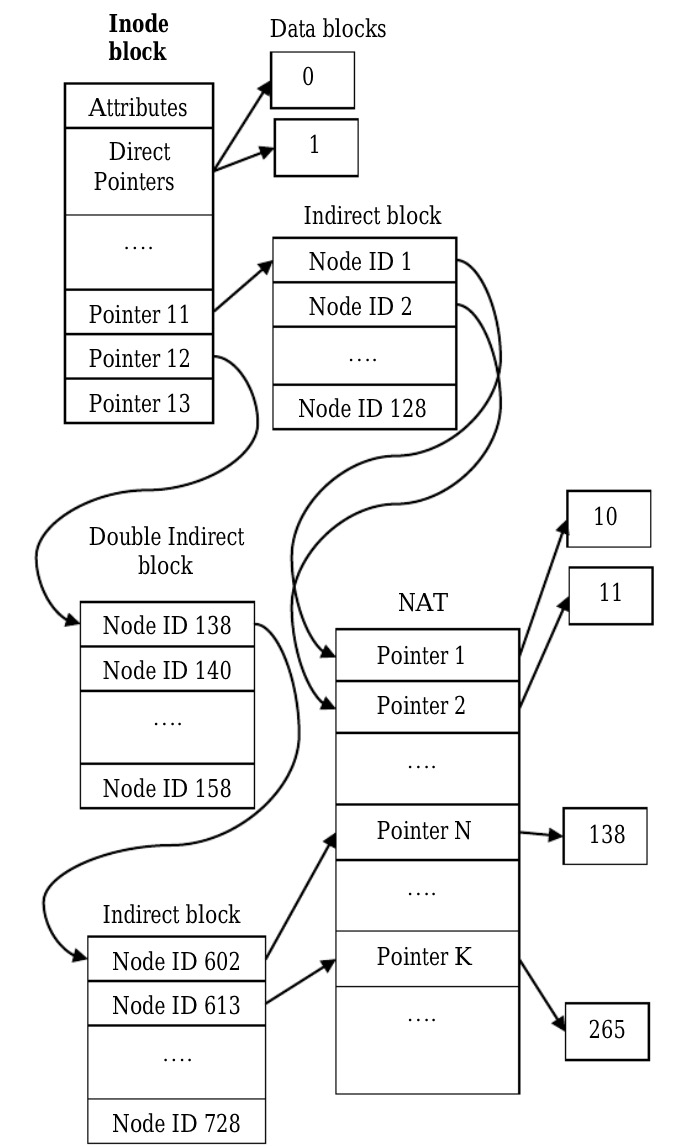 Inode
block
Data blocks
0
Attributes
1
Direct
Pointers
....
Indirect block
Node ID 1
Node ID 2
....
Node ID 128
Pointer 11
Pointer 12
Pointer 13
Double Indirect
block
Node ID 138
Node ID 140
....
Node ID 158
NAT
Pointer 1
Pointer 2
....
Pointer N
....
Pointer K
....
10
11
138
265
Indirect block
Node ID 602
Node ID 613
....
Node ID 728